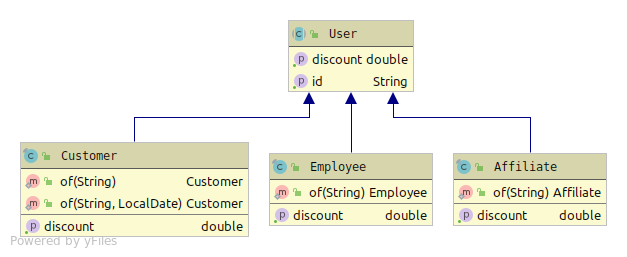 User
discount double
id String
Customer
of(String) Customer
of(String, LocalDate) Customer
discount double
Employee
of(String) Employee
discount double
Affiliate
of(String) Affiliate
discount double
Powered by yFiles